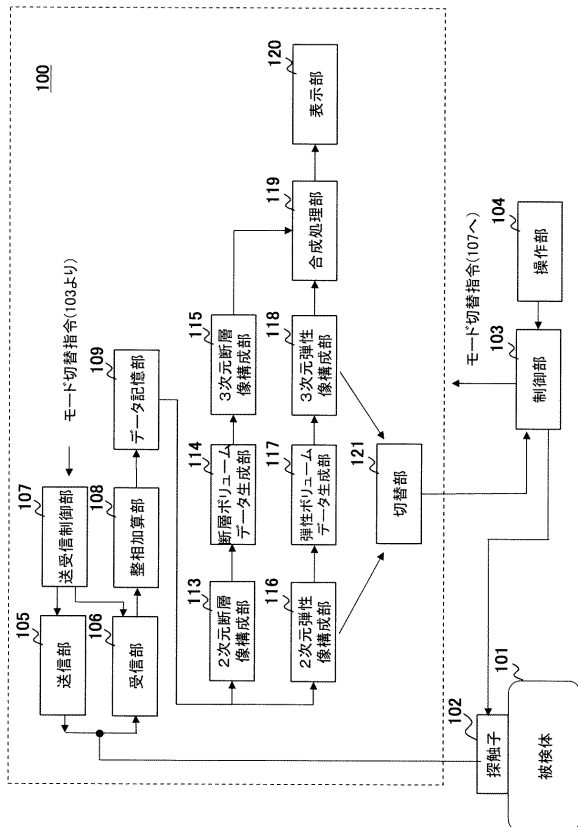 100
モード切替指令(103より)
107
送受信制御部
105
送信部
106
受信部
108
整相加算部
109
データ記憶部
113
2次元断層
像構成部
114
断層ボリューム
データ生成部
115
3次元断層
像構成部
116
2次元弾性
像構成部
117
弾性ボリューム
データ生成部
118
3次元弾性
像構成部
119
合成処理部
120
表示部
121
切替部
モード切替指令(107へ)
103
制御部
104
操作部
102
探触子
101
被検体